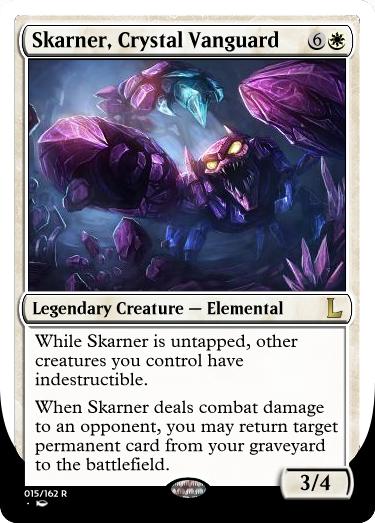 Skarner, Crystal Vanguard 6
Legendary Creature — Elemental L
While Skarner is untapped, other
creatures you control have
indestructible.
When Skarner deals combat damage
to an opponent, you may return target
permanent card from your graveyard
to the battlefield.
3/4
015/162 R